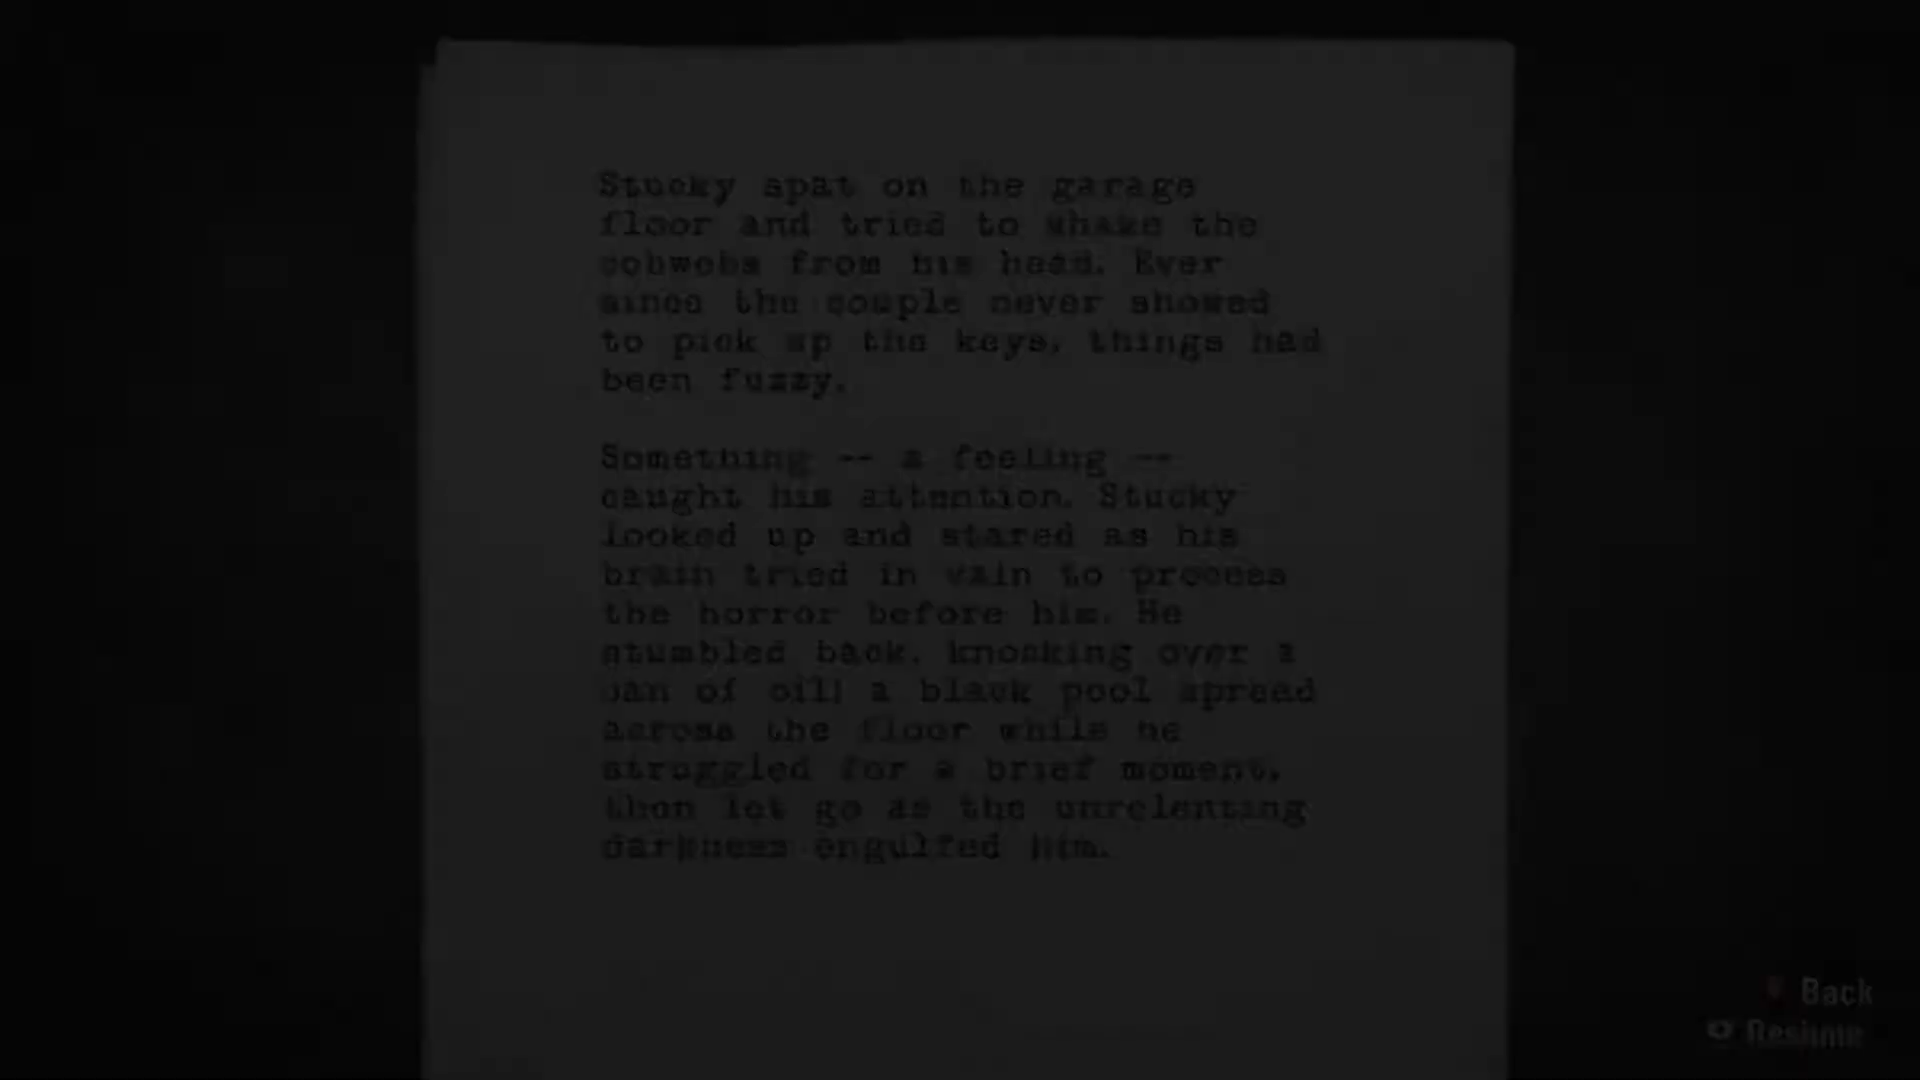 Stucky spat on the garage
floor and tried to shake the
cobwebs from his head. Ever
since the couple never showed
to pick up the keys, things had
been fuzzy.
Something -- a feeling --
caught his attention. Stucky
looked up and stared as his
brain tried in vain to process
the horror before him. He
stumbled back, knocking over a
can of oil; a black pool spread
across the floor while he
struggled for a brief moment,
then let go as the unrelenting
darkness engulfed him.
Back
Resume